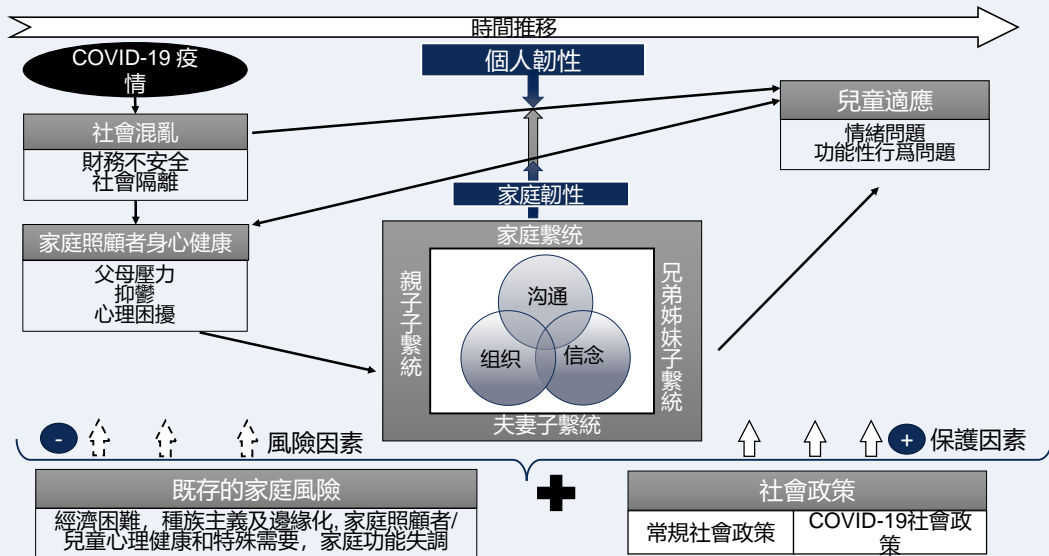 時間推移
COVID-19 疫
情
個人韌性
社會混亂
財務不安全
社會隔離
兒童適應
情緒問題
功能性行爲問題
家庭韌性
家庭照顧者身心健康
父母壓力
抑鬱
心理困擾
家庭繫統
親子子繫統
沟通
组织
信念
兄弟姊妹子繫統
夫妻子繫統
-
風險因素
+
保護因素
既存的家庭風險
經濟困難，種族主義及邊緣化, 家庭照顧者/
兒童心理健康和特殊需要，家庭功能失調
社會政策
常規社會政策
COVID-19社會政
策